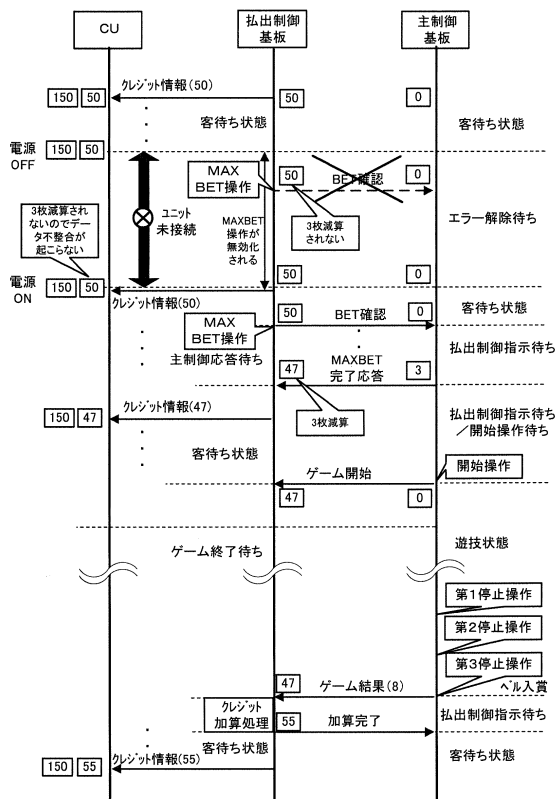 CU
払出制御
基板
主制御
基板
クレジット情報(50)
150 50
50
0
客待ち状態
客待ち状態
電源
OFF
150 50
MAX
BET操作
50
BET確認
0
3枚減算され
ないのでデー
タ不整合が
起こらない
ユニット
未接続
MAXBET
操作が
無効化
される
3枚減算
されない
エラー解除待ち
電源
ON
150 50
50
0
クレジット情報(50)
50
BET確認
0
客待ち状態
MAX
BET操作
主制御応答待ち
払出制御指示待ち
47
MAXBET
完了応答
3
150 47
クレジット情報(47)
3枚減算
払出制御指示待ち
/開始操作待ち
客待ち状態
開始操作
ゲーム開始
47
0
ゲーム終了待ち
遊技状態
第1停止操作
第2停止操作
第3停止操作
47
ゲーム結果(8)
ベル入賞
クレジット
加算処理
55
加算完了
払出制御指示待ち
客待ち状態
客待ち状態
150 55
クレジット情報(55)